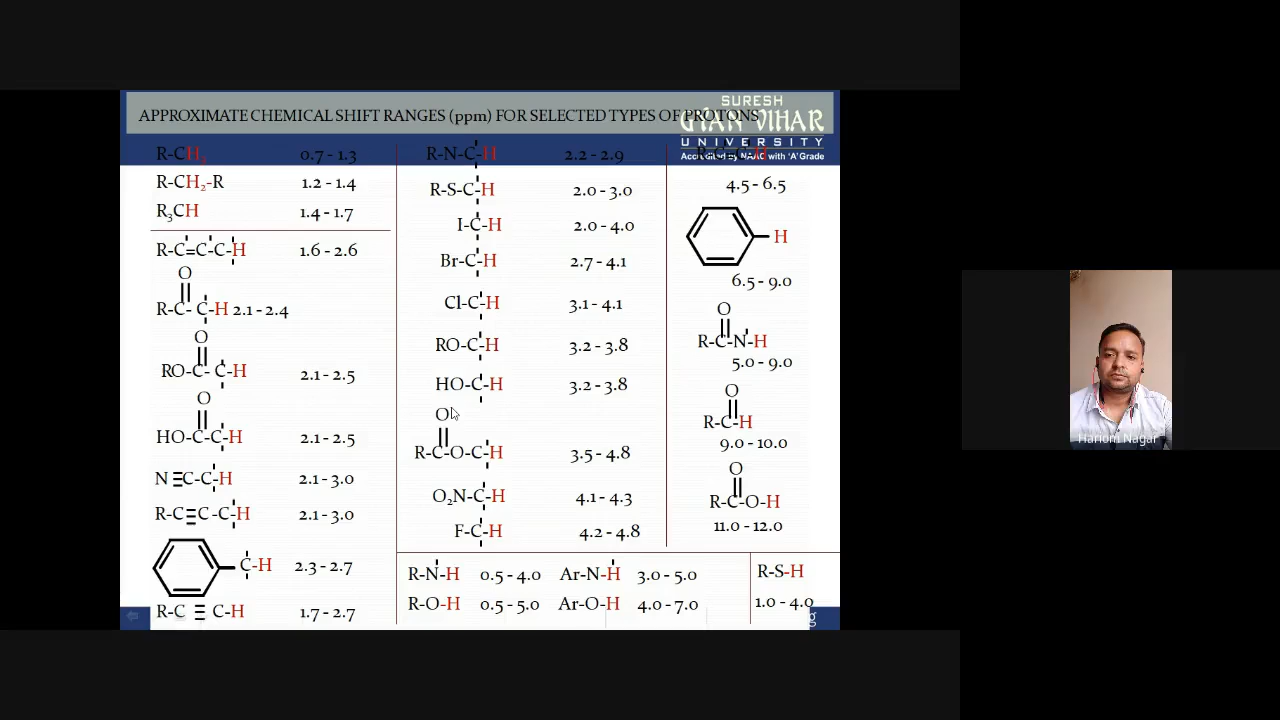 APPROXIMATE CHEMICAL SHIFT RANGES (ppm) FOR SELECTED TYPES OF PROTONS
SURESH
GYAN VIHAR
UNIVERSITY
Accredited by NAAC with 'A' Grade
R-CH3 0.7 - 1.3
R-CH2-R 1.2 - 1.4
R3CH 1.4 - 1.7
R-C=C-C-H 1.6 - 2.6
O
R-C- C-H 2.1 - 2.4
O
RO-C- C-H 2.1 - 2.5
O
HO-C-C-H 2.1 - 2.5
N≡C-C-H 2.1 - 3.0
R-C≡C-C-H 2.1 - 3.0
C-H 2.3 - 2.7
R-C ≡ C-H 1.7 - 2.7
R-N-C-H 2.2 - 2.9
R-S-C-H 2.0 - 3.0
I-C-H 2.0 - 4.0
Br-C-H 2.7 - 4.1
Cl-C-H 3.1 - 4.1
RO-C-H 3.2 - 3.8
HO-C-H 3.2 - 3.8
O
R-C-O-C-H 3.5 - 4.8
O2N-C-H 4.1 - 4.3
F-C-H 4.2 - 4.8
4.5 - 6.5
H
6.5 - 9.0
O
R-C-N-H
5.0 - 9.0
O
R-C-H
9.0 - 10.0
O
R-C-O-H
11.0 - 12.0
R-N-H 0.5 - 4.0 Ar-N-H 3.0 - 5.0
R-O-H 0.5 - 5.0 Ar-O-H 4.0 - 7.0
R-S-H
1.0 - 4.0
g
Hariom Nagar